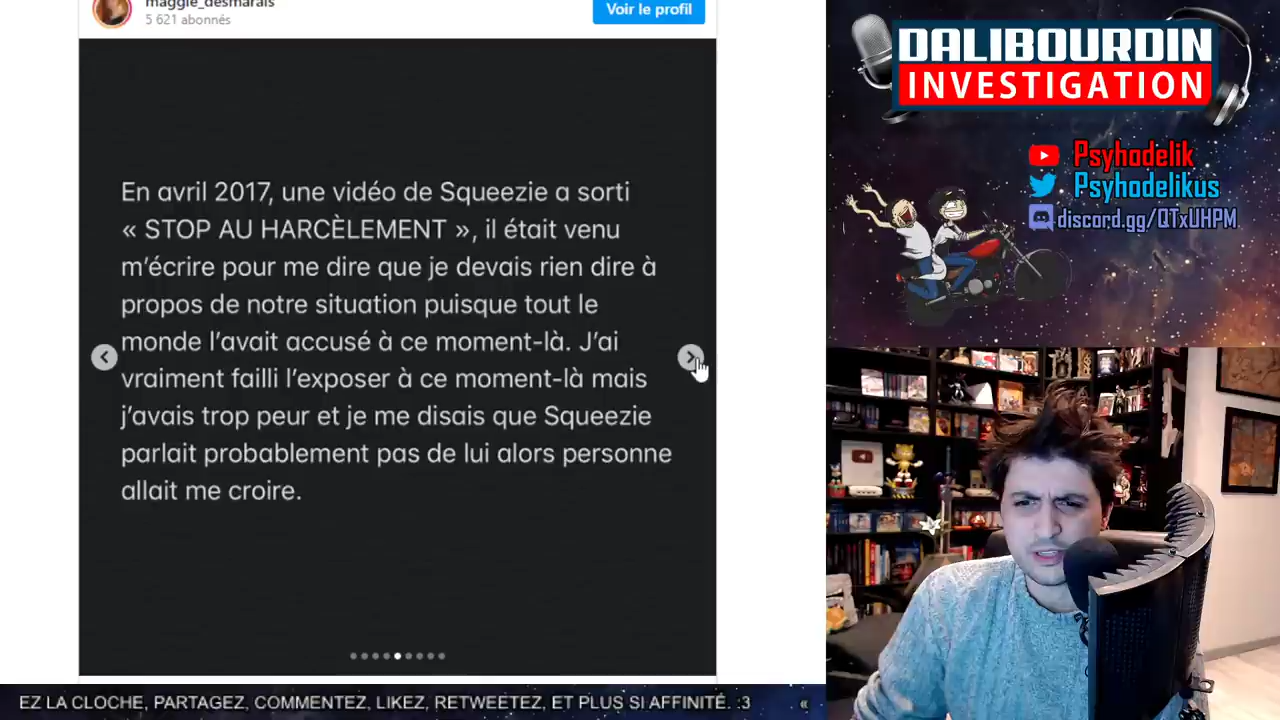 maggie_desmarais
5 621 abonnés
Voir le profil
En avril 2017, une vidéo de Squeezie a sorti
« STOP AU HARCÈLEMENT », il était venu
m'écrire pour me dire que je devais rien dire à
propos de notre situation puisque tout le
monde l'avait accusé à ce moment-là. J'ai
vraiment failli l'exposer à ce moment-là mais
j'avais trop peur et je me disais que Squeezie
parlait probablement pas de lui alors personne
allait me croire.
DALIBOURDIN
INVESTIGATION
Psyhodelik
Psyhodelikus
discord.gg/QTxUHPM
EZ LA CLOCHE, PARTAGEZ, COMMENTEZ, LIKEZ, RETWEETEZ, ET PLUS SI AFFINITÉ. :3 «